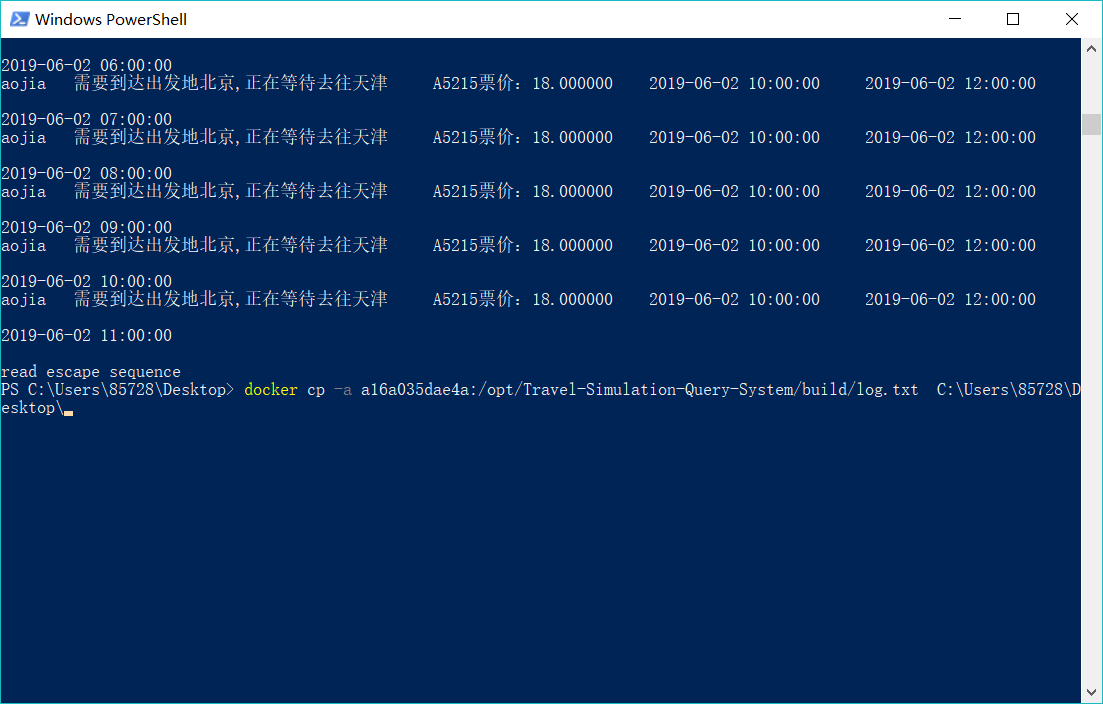 Windows PowerShell
2019-06-02 06:00:00
aojia 需要到达出发地北京,正在等待去往天津 A5215票价：18.000000 2019-06-02 10:00:00 2019-06-02 12:00:00
2019-06-02 07:00:00
aojia 需要到达出发地北京,正在等待去往天津 A5215票价：18.000000 2019-06-02 10:00:00 2019-06-02 12:00:00
2019-06-02 08:00:00
aojia 需要到达出发地北京,正在等待去往天津 A5215票价：18.000000 2019-06-02 10:00:00 2019-06-02 12:00:00
2019-06-02 09:00:00
aojia 需要到达出发地北京,正在等待去往天津 A5215票价：18.000000 2019-06-02 10:00:00 2019-06-02 12:00:00
2019-06-02 10:00:00
aojia 需要到达出发地北京,正在等待去往天津 A5215票价：18.000000 2019-06-02 10:00:00 2019-06-02 12:00:00
2019-06-02 11:00:00
read escape sequence
PS C:\Users\85728\Desktop> docker cp -a a16a035dae4a:/opt/Travel-Simulation-Query-System/build/log.txt  C:\Users\85728\D
esktop\